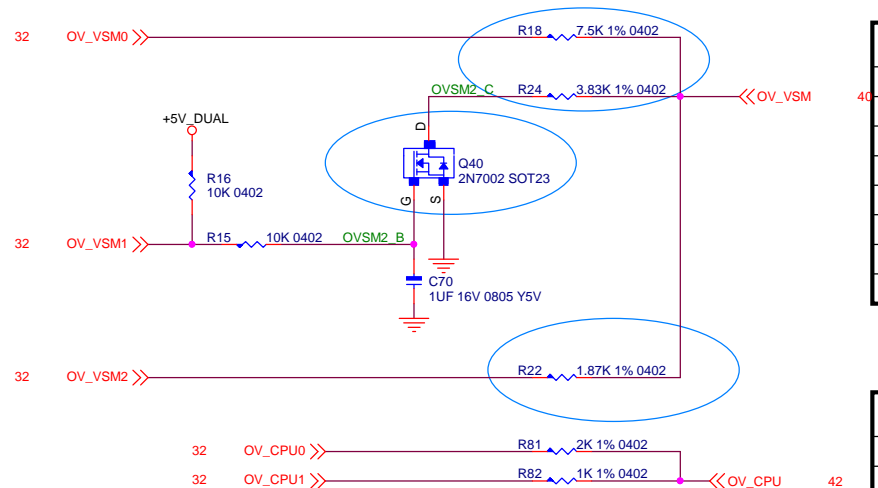 32 OV_VSM0 R18 7.5K 1% 0402
OVSM2_C R24 3.83K 1% 0402 OV_VSM 40
+5V_DUAL
D
Q40
2N7002 SOT23
R16
10K 0402
G S
32 OV_VSM1 R15 10K 0402 OVSM2_B
C70
1UF 16V 0805 Y5V
32 OV_VSM2 R22 1.87K 1% 0402
32 OV_CPU0 R81 2K 1% 0402
32 OV_CPU1 R82 1K 1% 0402 OV_CPU 42